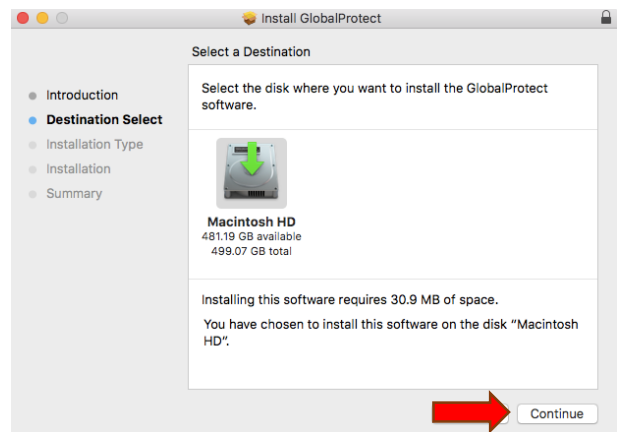 Install GlobalProtect
Select a Destination
Introduction
Destination Select
Installation Type
Installation
Summary
Select the disk where you want to install the GlobalProtect
software.
Macintosh HD
481.19 GB available
499.07 GB total
Installing this software requires 30.9 MB of space.
You have chosen to install this software on the disk “Macintosh
HD”.
Continue